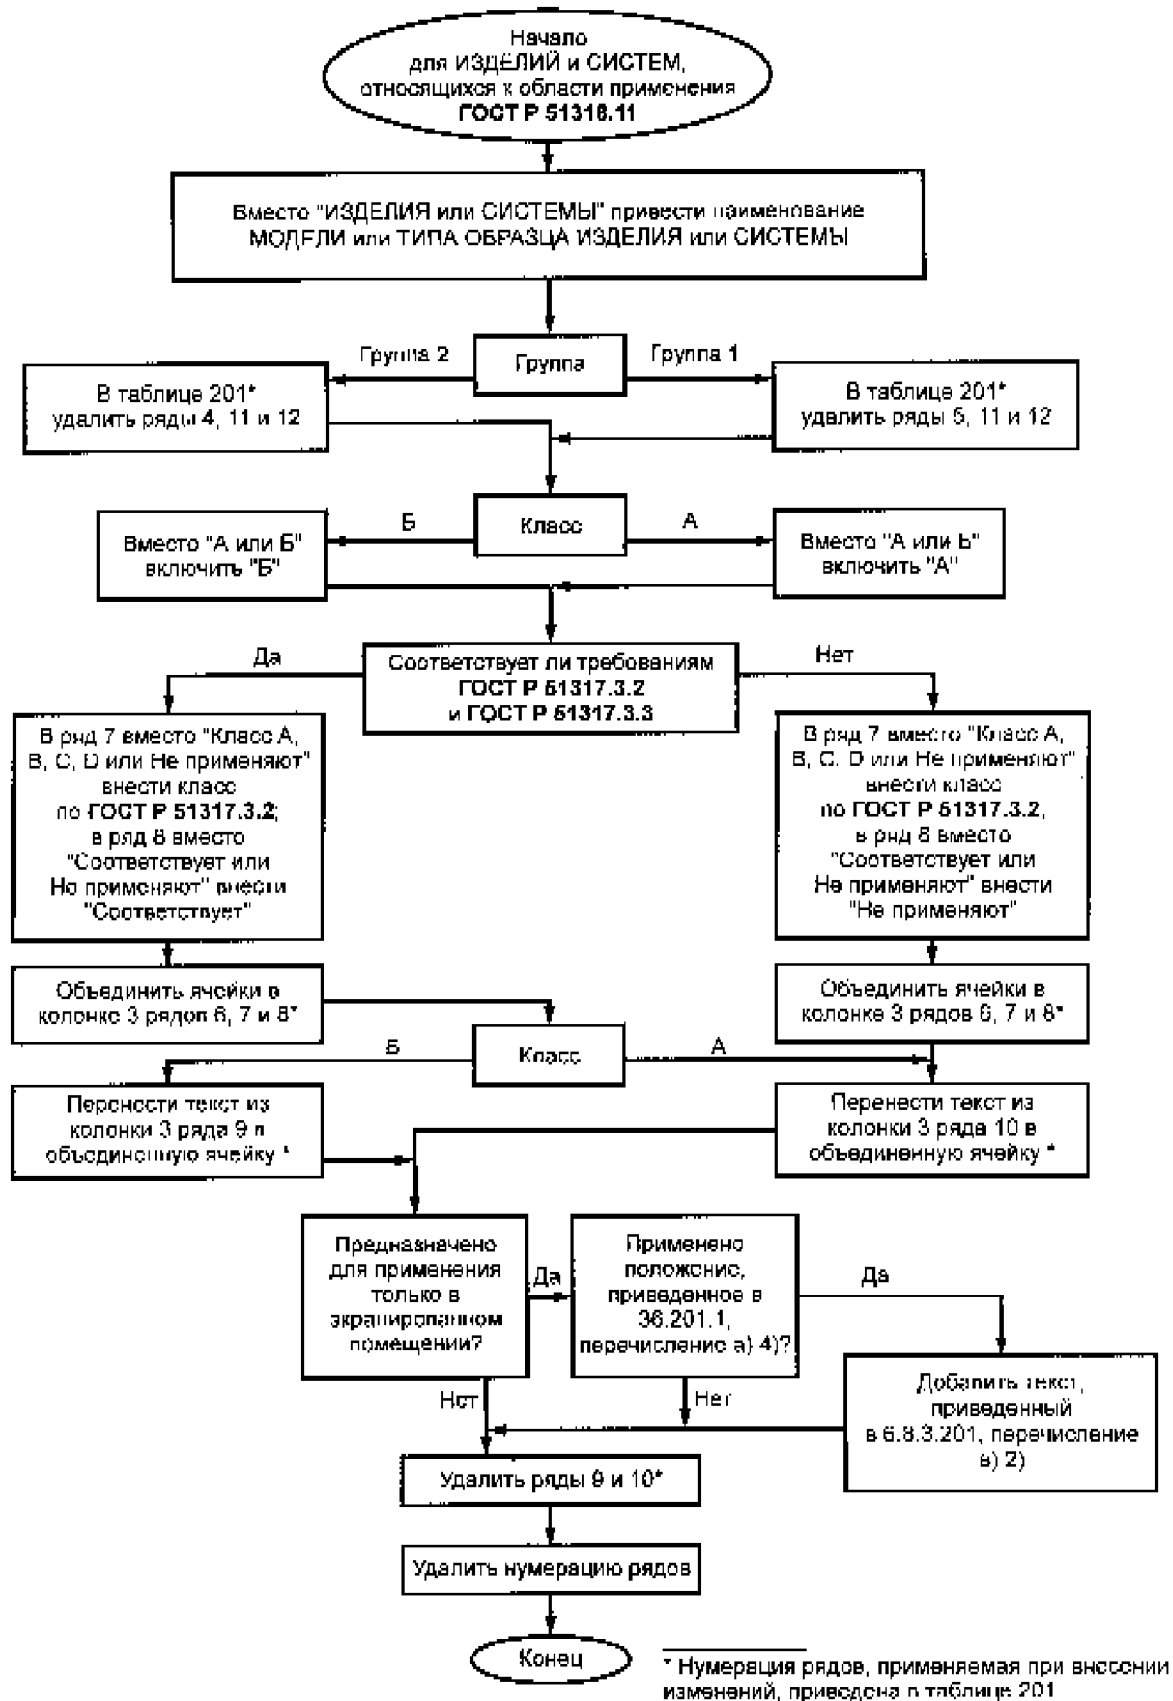 Начало
для ИЗДЕЛИЙ и СИСТЕМ,
относящихся к области применения
ГОСТ Р 51318.11
Вместо "ИЗДЕЛИЯ или СИСТЕМЫ" привести наименование
МОДЕЛИ или ТИПА ОБРАЗЦА ИЗДЕЛИЯ или СИСТЕМЫ
Группа 2
Группа
Группа 1
В таблице 201*
удалить ряды 4, 11 и 12
В таблице 201*
удалить ряды 5, 11 и 12
Б
Класс
А
Вместо "А или Б"
включить "Б"
Вместо "А или Б"
включить "А"
Да
Соответствует ли требованиям
ГОСТ Р 51317.3.2
и ГОСТ Р 51317.3.3
Нет
В ряд 7 вместо "Класс А,
В, С, D или Не применяют"
внести класс
по ГОСТ Р 51317.3.2;
в ряд 8 вместо
"Соответствует или
Не применяют" внести
"Соответствует"
В ряд 7 вместо "Класс А,
В, С, D или Не применяют"
внести класс
по ГОСТ Р 51317.3.2,
в ряд 8 вместо
"Соответствует или
Не применяют" внести
"Не применяют"
Объединить ячейки в
колонке 3 рядов 6, 7 и 8*
Объединить ячейки в
колонке 3 рядов 6, 7 и 8*
Б
Класс
А
Перенести текст из
колонки 3 ряда 9 в
объединенную ячейку *
Перенести текст из
колонки 3 ряда 10 в
объединенную ячейку *
Предназначено
для применения
только в
экранированном
помещении?
Да
Применено
положение,
приведенное в
36.201.1,
перечисление а) 4)?
Да
Нет
Нет
Добавить текст,
приведенный
в 6.8.3.201, перечисление
в) 2)
Удалить ряды 9 и 10*
Удалить нумерацию рядов
Конец
* Нумерация рядов, применяемая при внесении
изменений, приведена в таблице 201